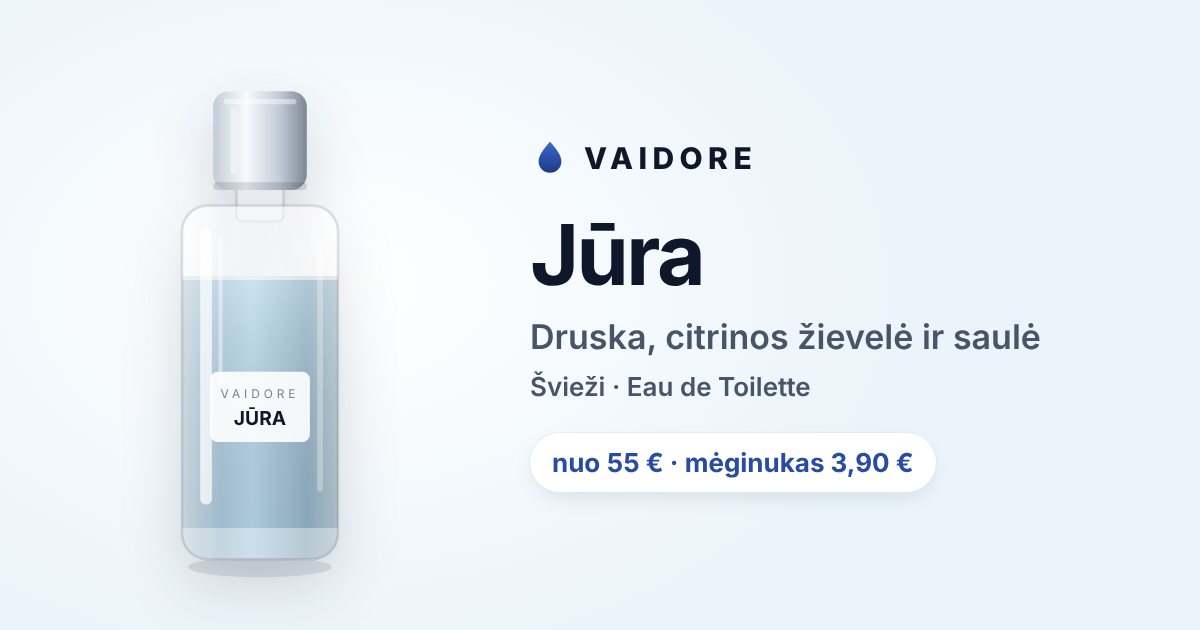 VAIDORE
Jūra
Druska, citrinos žievelė ir saulė
Švieži · Eau de Toilette
nuo 55 € · mėginukas 3,90 €
VAIDORE
JŪRA